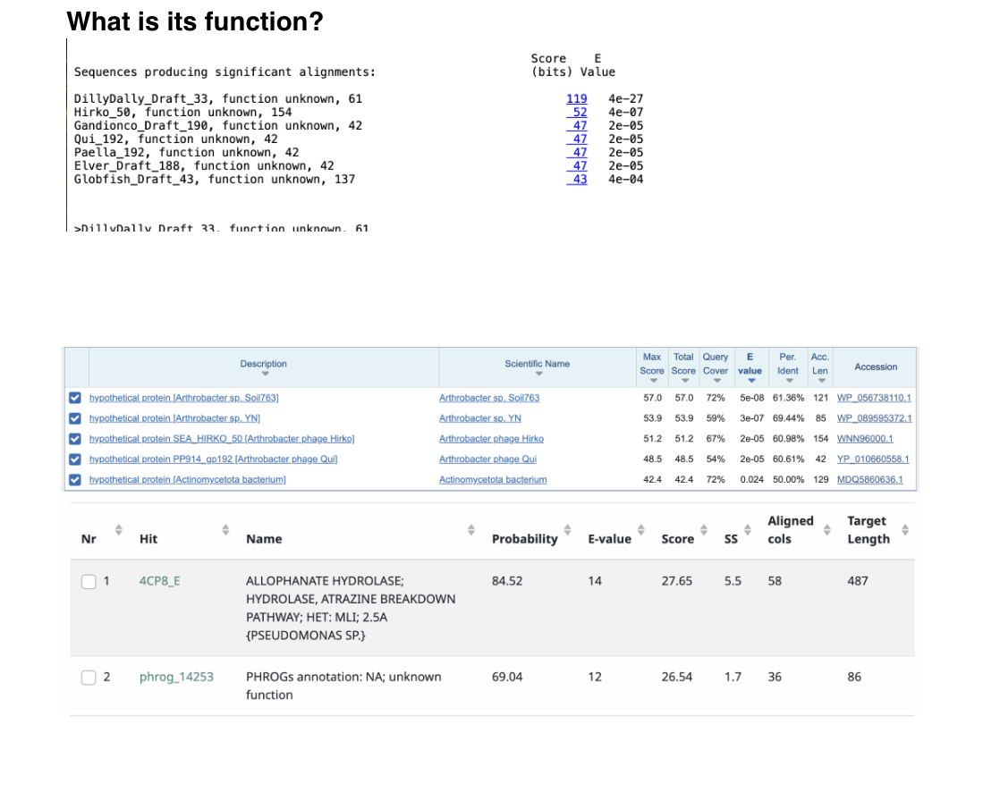 What is its function?
Score E
Sequences producing significant alignments: (bits) Value
DillyDally_Draft_33, function unknown, 61 119 4e-27
Hirko_50, function unknown, 154 52 4e-07
Gandionco_Draft_190, function unknown, 42 47 2e-05
Qui_192, function unknown, 42 47 2e-05
Paella_192, function unknown, 42 47 2e-05
Elver_Draft_188, function unknown, 42 47 2e-05
Globfish_Draft_43, function unknown, 137 43 4e-04
>DillyDally_Draft_33, function unknown, 61
Description Scientific Name Max Score Total Score Query Cover E value Per. Ident Acc. Len Accession
hypothetical protein [Arthrobacter sp. Soil763] Arthrobacter sp. Soil763 57.0 57.0 72% 5e-08 61.36% 121 WP_056738110.1
hypothetical protein [Arthrobacter sp. YN] Arthrobacter sp. YN 53.9 53.9 59% 3e-07 69.44% 85 WP_089595372.1
hypothetical protein SEA_HIRKO_50 [Arthrobacter phage Hirko] Arthrobacter phage Hirko 51.2 51.2 67% 2e-05 60.98% 154 WNN96000.1
hypothetical protein PP914_gp192 [Arthrobacter phage Qui] Arthrobacter phage Qui 48.5 48.5 54% 2e-05 60.61% 42 YP_010660558.1
hypothetical protein [Actinomycetota bacterium] Actinomycetota bacterium 42.4 42.4 72% 0.024 50.00% 129 MDQ5860636.1
Nr Hit Name Probability E-value Score SS Aligned cols Target Length
1 4CP8_E ALLOPHANATE HYDROLASE; 84.52 14 27.65 5.5 58 487
HYDROLASE, ATRAZINE BREAKDOWN
PATHWAY; HET: MLI; 2.5A
{PSEUDOMONAS SP.}
2 phrog_14253 PHROGs annotation: NA; unknown 69.04 12 26.54 1.7 36 86
function